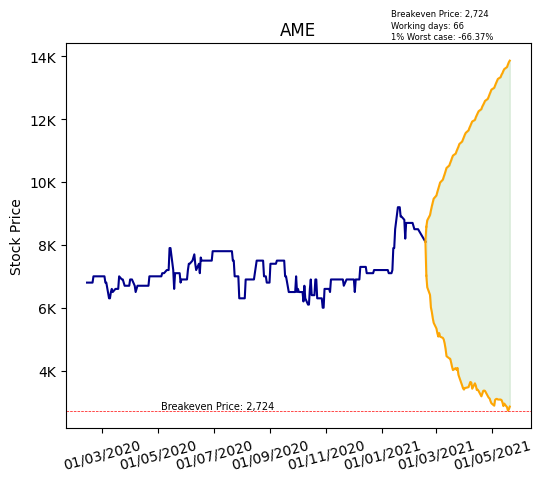 Breakeven Price: 2,724
Working days: 66
1% Worst case: -66.37%
AME
14K
12K
10K
8K
6K
4K
Stock Price
Breakeven Price: 2,724
01/03/2020
01/05/2020
01/07/2020
01/09/2020
01/11/2020
01/01/2021
01/03/2021
01/05/2021